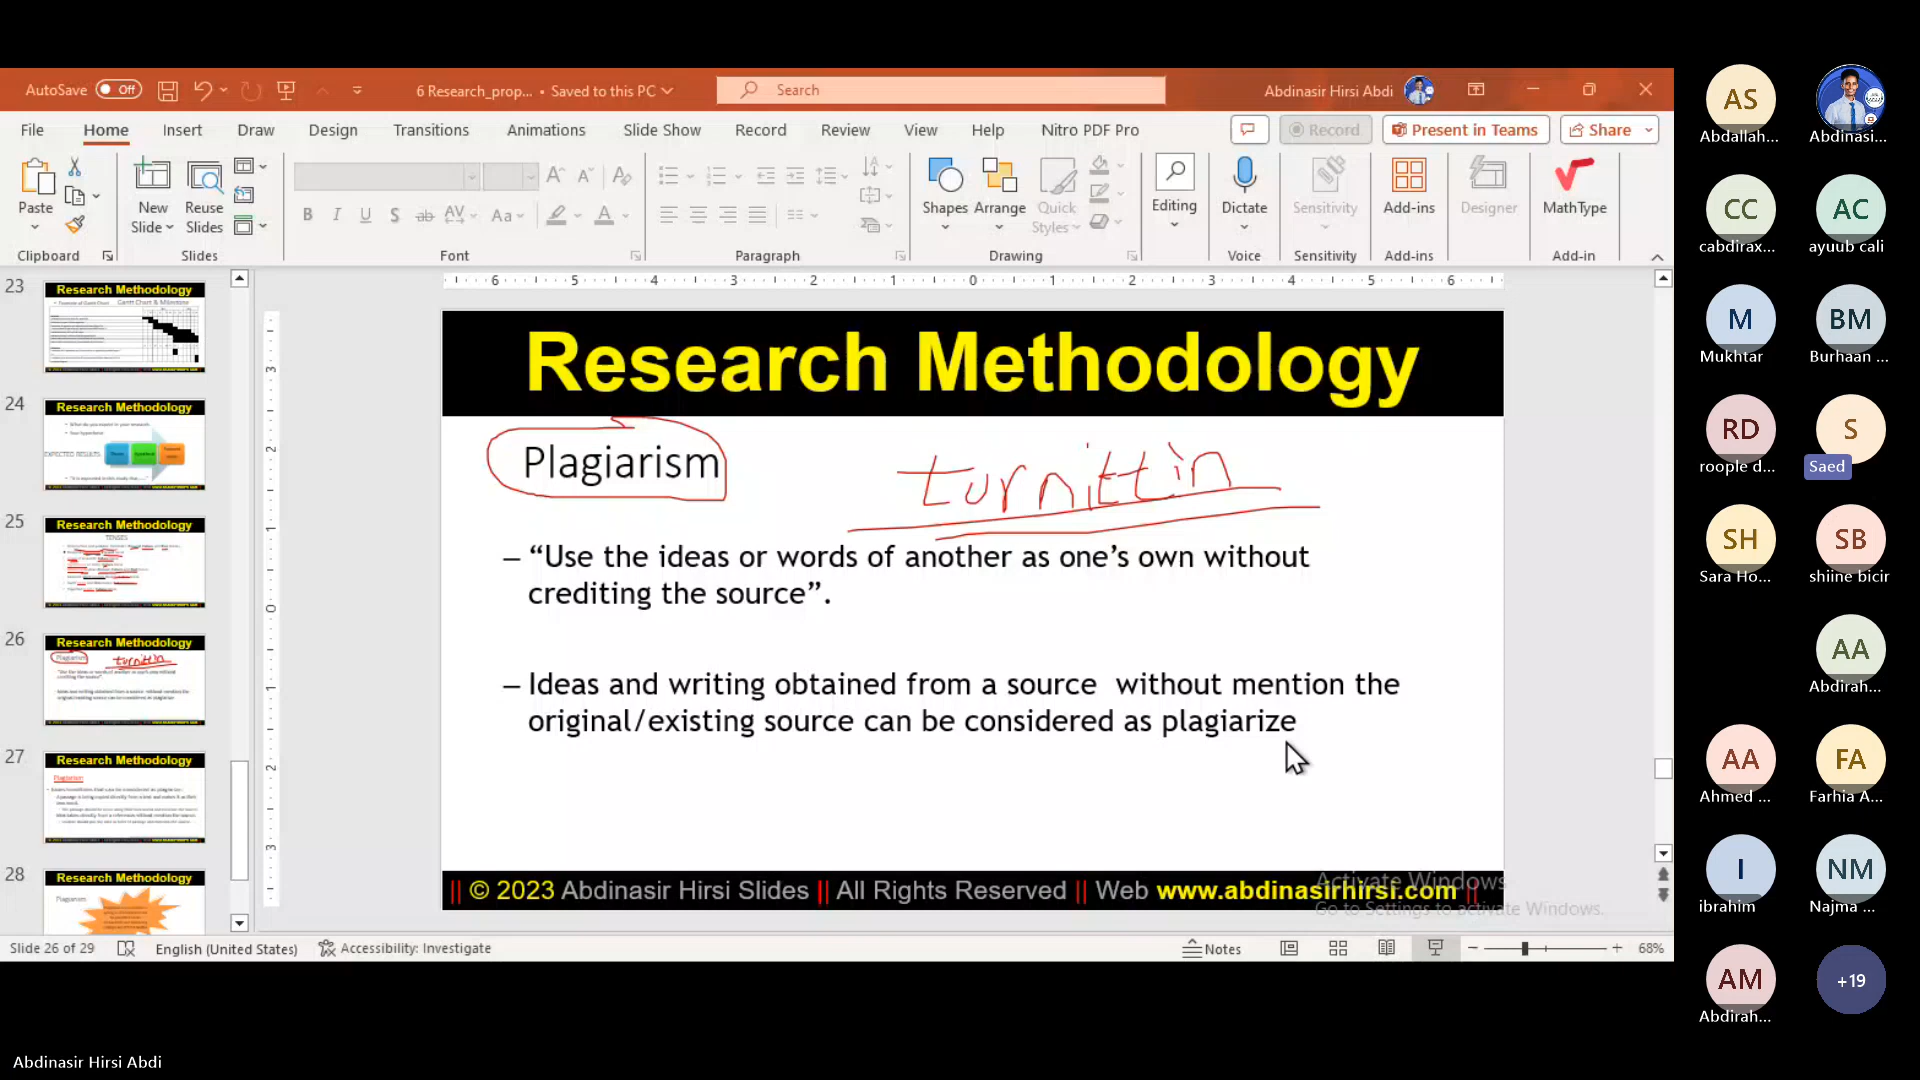 AutoSave Off 6 Research_prop... • Saved to this PC Search Abdinasir Hirsi Abdi
File Home Insert Draw Design Transitions Animations Slide Show Record Review View Help Nitro PDF Pro Record Present in Teams Share
Paste New Slide Reuse Slides Shapes Arrange Quick Styles Editing Dictate Sensitivity Add-ins Designer MathType
Clipboard Slides Font Paragraph Drawing Voice Sensitivity Add-ins Add-in
23
Research Methodology
Gantt Chart & Milestone
24
Research Methodology
EXPECTED RESULTS
25
Research Methodology
TENSES
26
Research Methodology
Plagiarism turnittin
27
Research Methodology
Plagiarism
28
Research Methodology
Plagiarism
Research Methodology
Plagiarism
turnittin
– “Use the ideas or words of another as one’s own without
crediting the source”.
– Ideas and writing obtained from a source without mention the
original/existing source can be considered as plagiarize
|| © 2023 Abdinasir Hirsi Slides || All Rights Reserved || Web www.abdinasirhirsi.com ||
Activate Windows
Go to Settings to activate Windows.
Slide 26 of 29 English (United States) Accessibility: Investigate Notes 68%
AS
Abdallah...
Abdinasi...
CC
cabdirax...
AC
ayuub cali
M
Mukhtar
BM
Burhaan ...
RD
roople d...
S
Saed
SH
Sara Ho...
SB
shiine bicir
AA
Abdirah...
AA
Ahmed ...
FA
Farhia A...
I
ibrahim
NM
Najma ...
AM
Abdirah...
+19
Abdinasir Hirsi Abdi